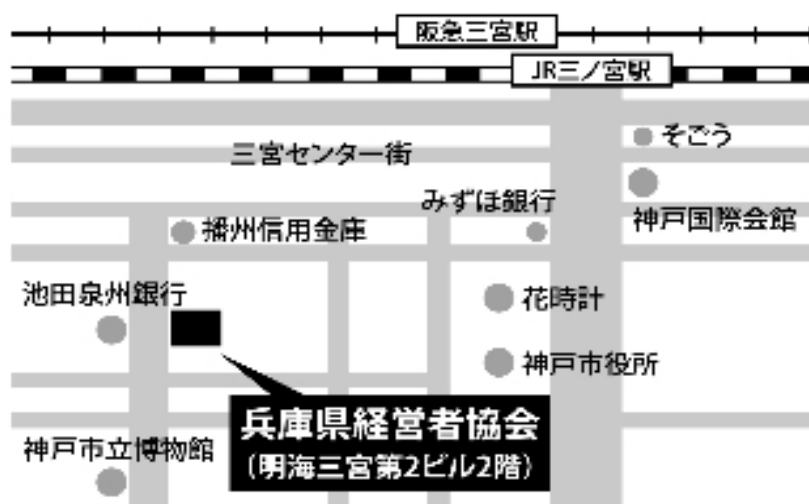 阪急三宮駅
JR三ノ宮駅
そごう
三宮センター街
みずほ銀行
神戸国際会館
播州信用金庫
池田泉州銀行
花時計
神戸市役所
兵庫県経営者協会
(明海三宮第2ビル2階)
神戸市立博物館